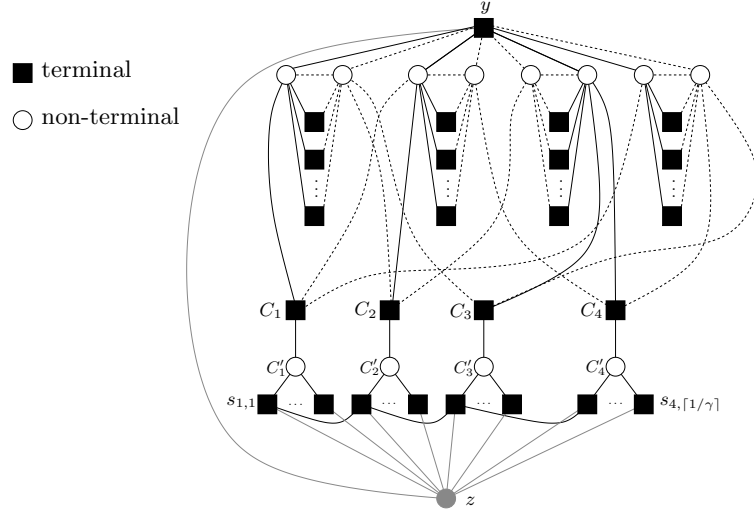 y
terminal
non-terminal
C₁ C₂ C₃ C₄
C′₁ C′₂ C′₃ C′₄
s₁,₁ ... ... ... ... s₄,⌈1/γ⌉
z